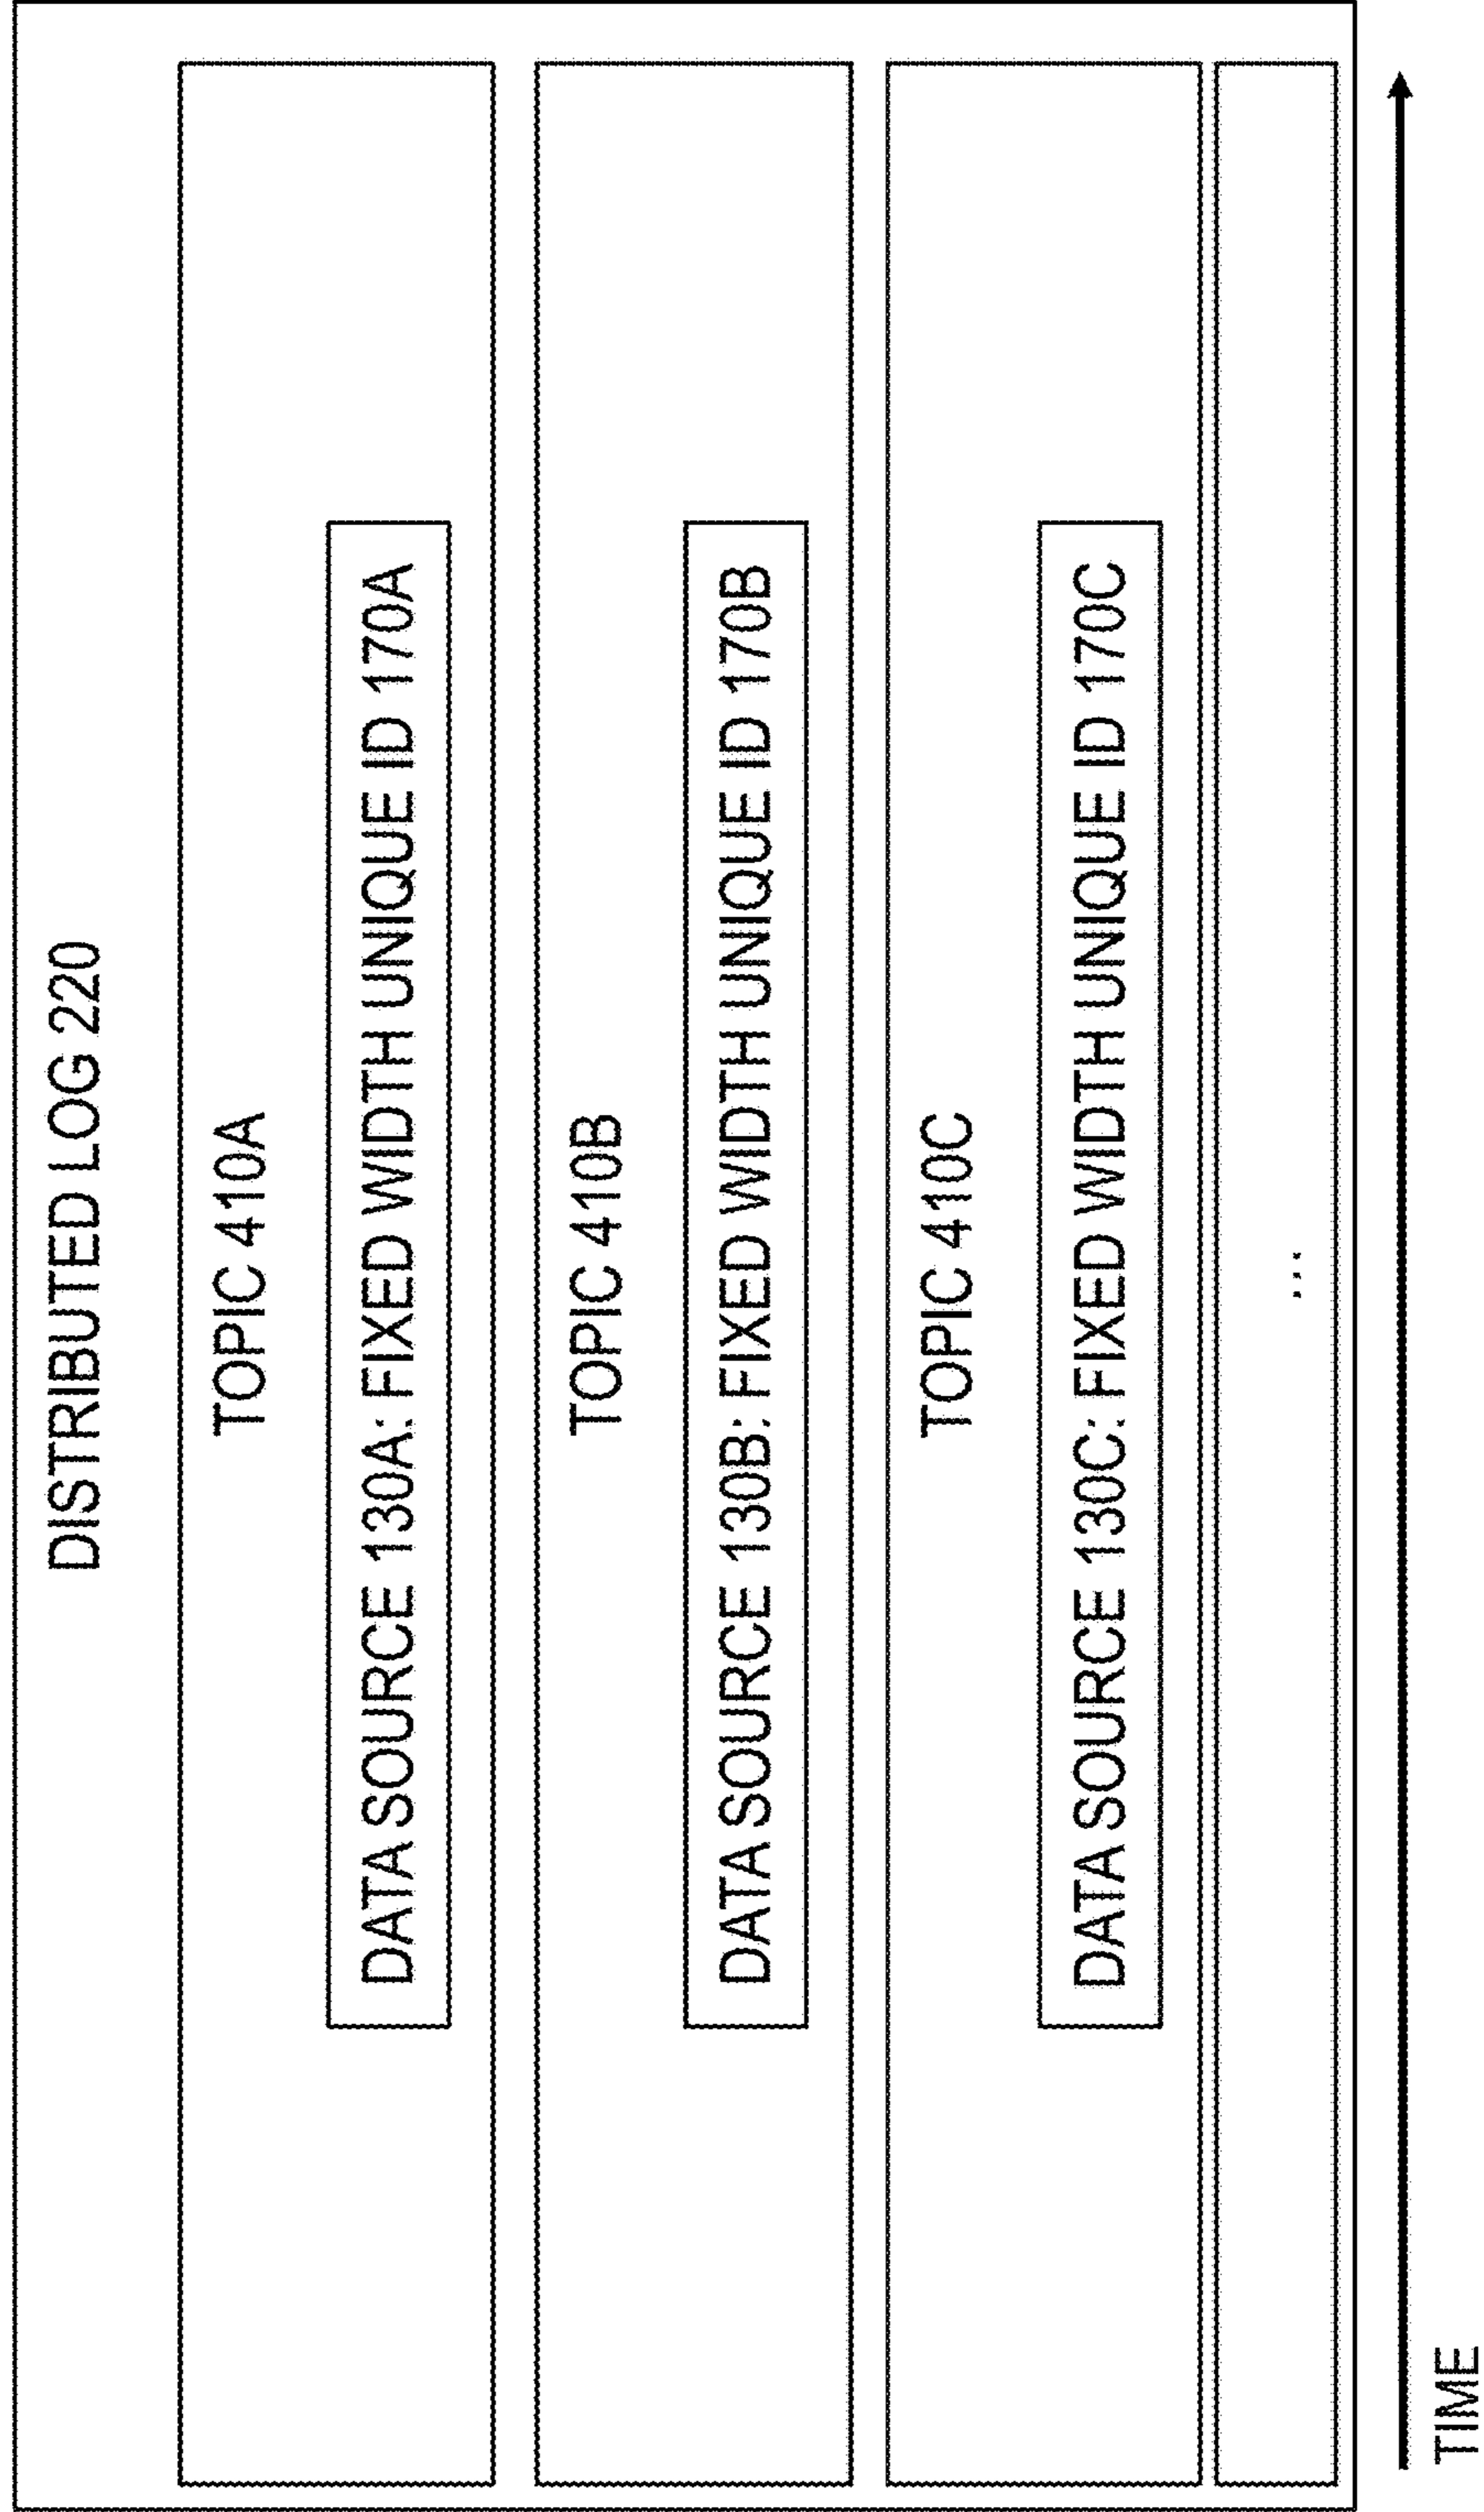 DISTRIBUTED LOG 220
TOPIC 410A
DATA SOURCE 130A: FIXED WIDTH UNIQUE ID 170A
TOPIC 410B
DATA SOURCE 130B: FIXED WIDTH UNIQUE ID 170B
TOPIC 410C
DATA SOURCE 130C: FIXED WIDTH UNIQUE ID 170C
...
TIME